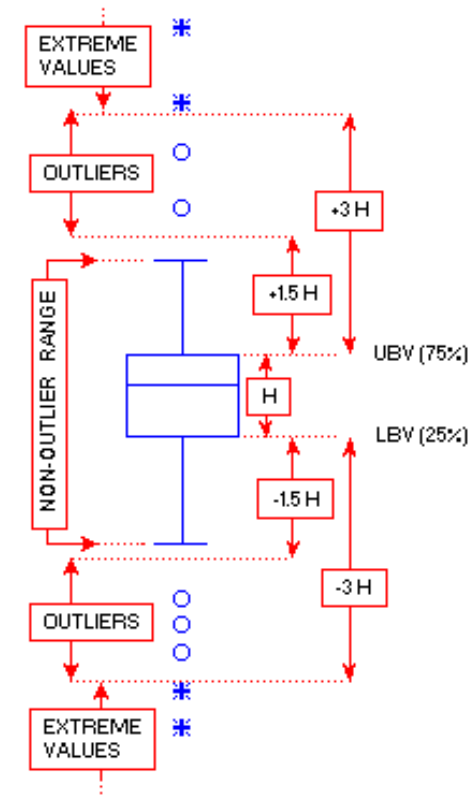 EXTREME
VALUES
OUTLIERS
+3 H
+1.5 H
NON-OUTLIER RANGE
UBV (75%)
H
LBV (25%)
-1.5 H
-3 H
OUTLIERS
EXTREME
VALUES